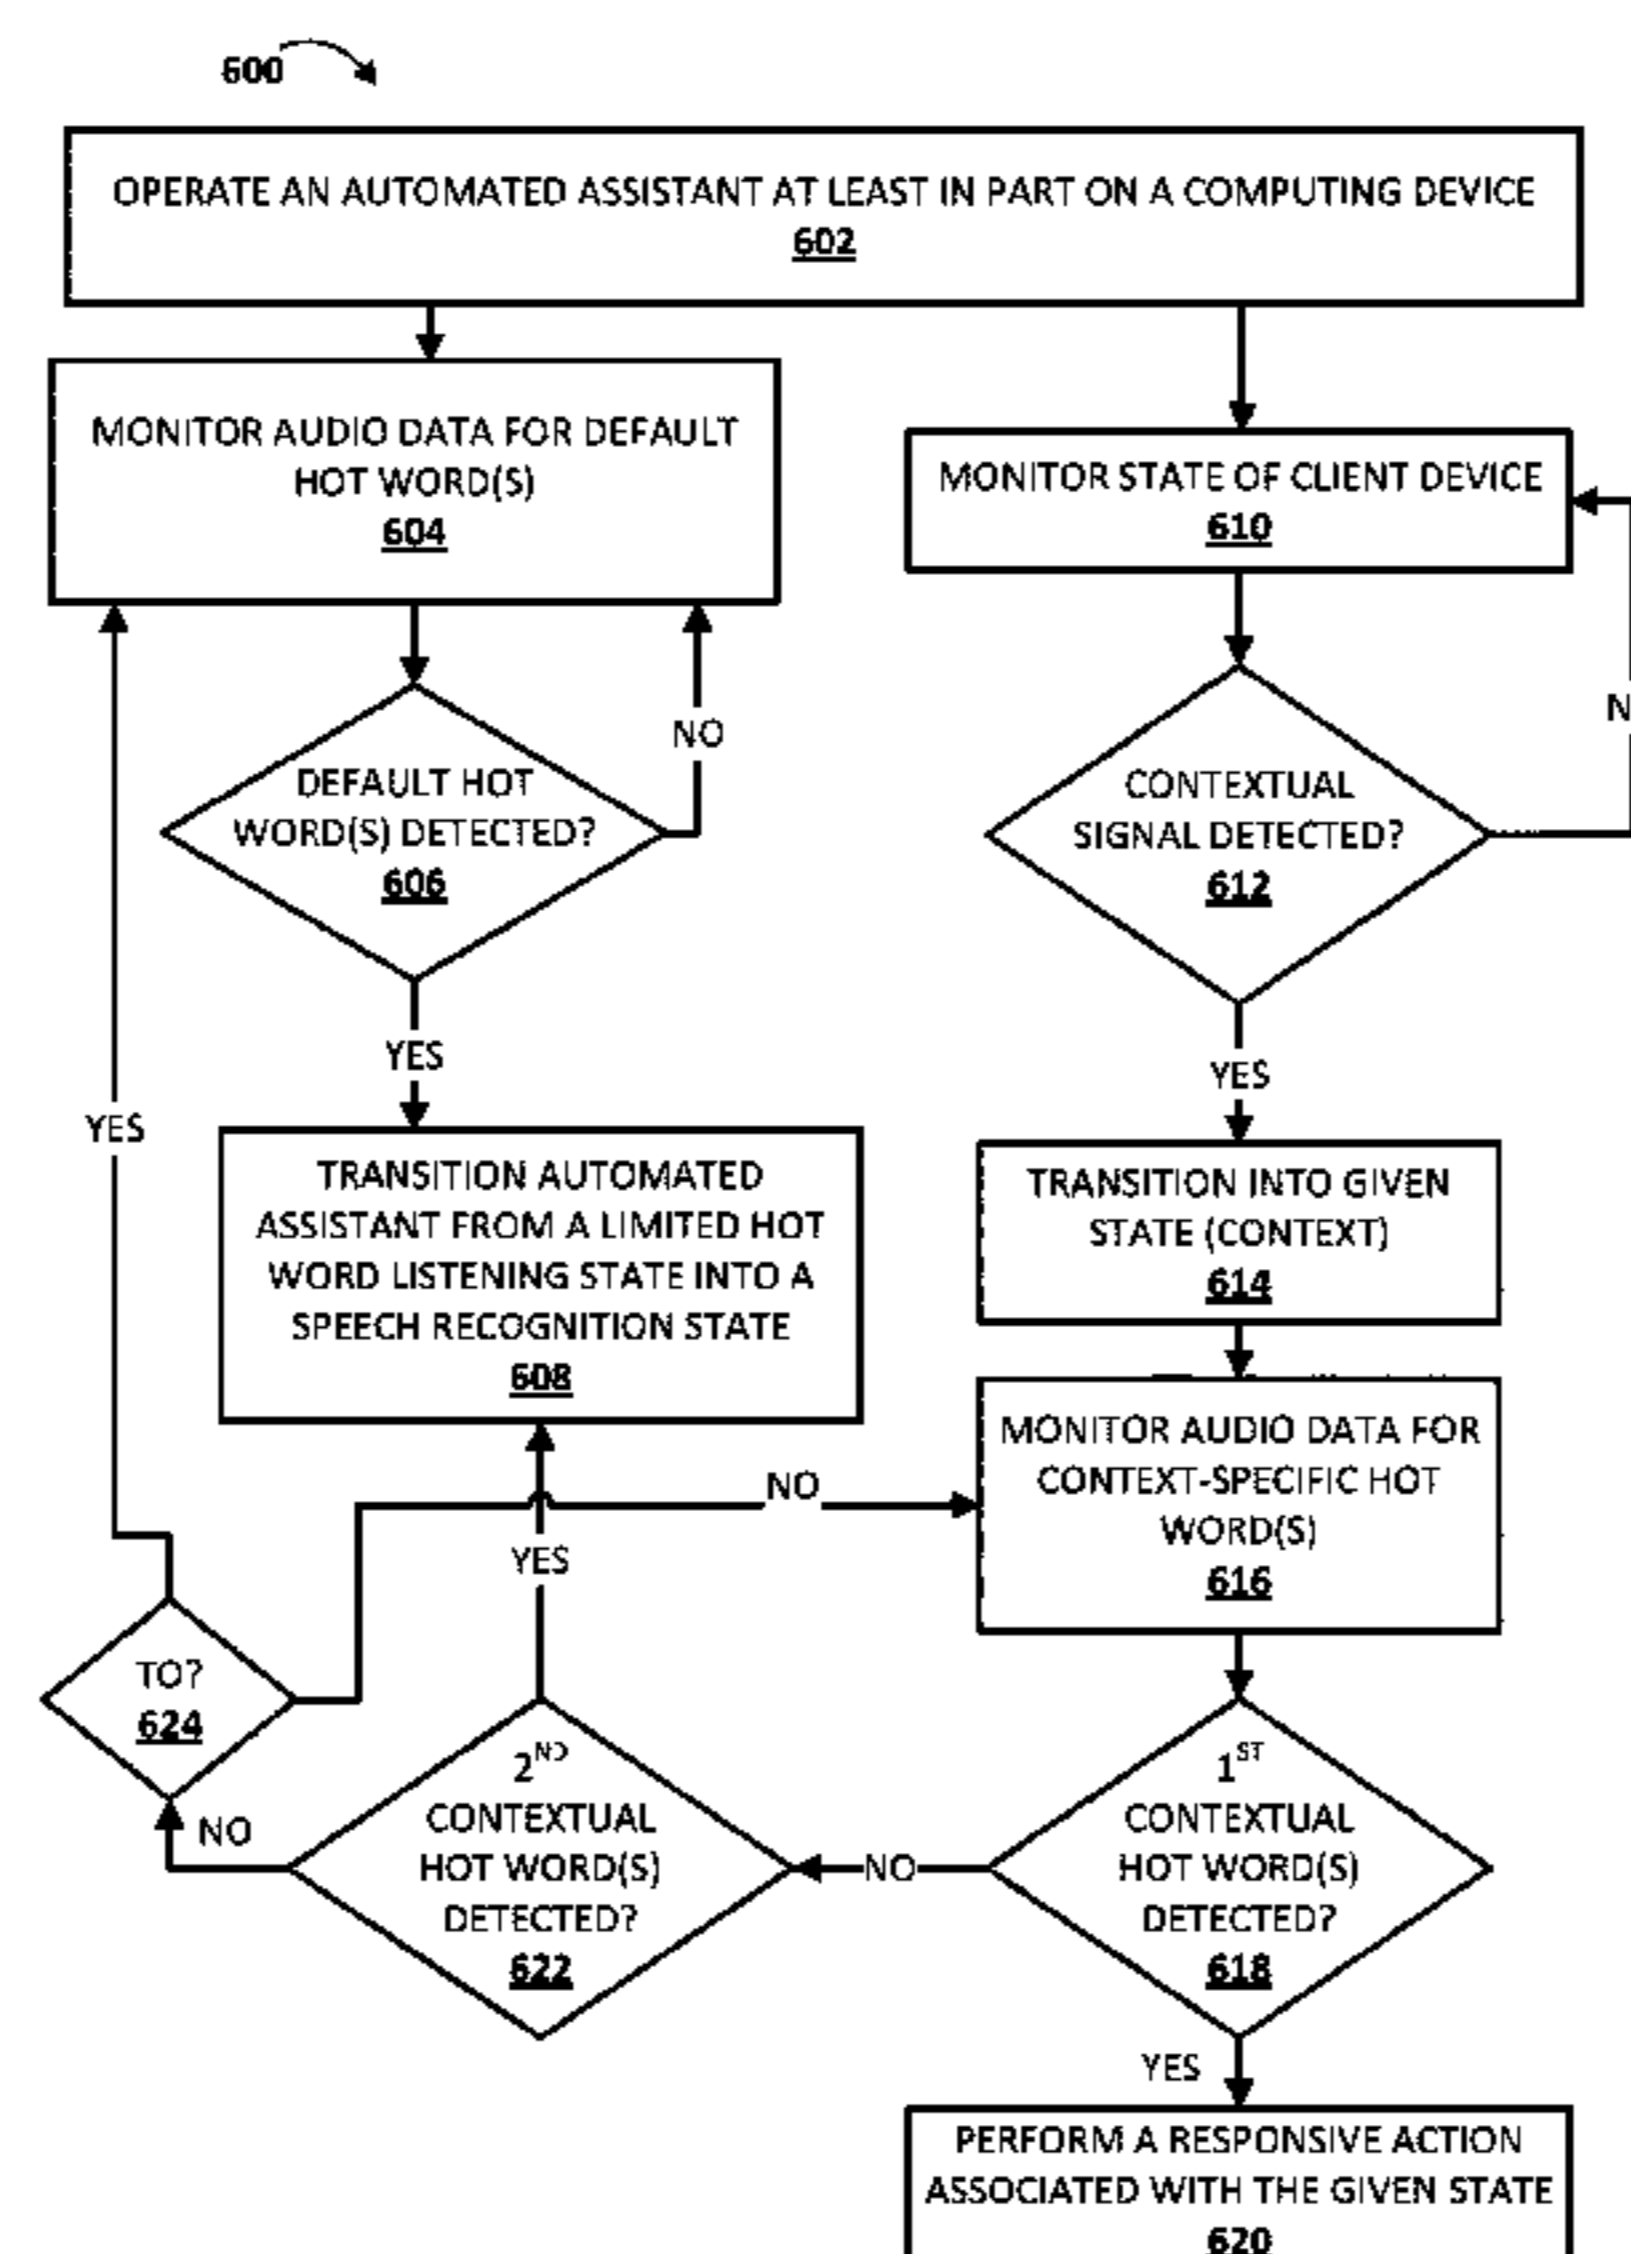 600
OPERATE AN AUTOMATED ASSISTANT AT LEAST IN PART ON A COMPUTING DEVICE
602
MONITOR AUDIO DATA FOR DEFAULT
HOT WORD(S)
604
MONITOR STATE OF CLIENT DEVICE
610
NO
N
DEFAULT HOT
WORD(S) DETECTED?
606
CONTEXTUAL
SIGNAL DETECTED?
612
YES
YES
YES
TRANSITION AUTOMATED
ASSISTANT FROM A LIMITED HOT
WORD LISTENING STATE INTO A
SPEECH RECOGNITION STATE
608
TRANSITION INTO GIVEN
STATE (CONTEXT)
614
MONITOR AUDIO DATA FOR
CONTEXT-SPECIFIC HOT
WORD(S)
616
NO
YES
TO?
624
NO
2ND
CONTEXTUAL
HOT WORD(S)
DETECTED?
622
NO
1ST
CONTEXTUAL
HOT WORD(S)
DETECTED?
618
YES
PERFORM A RESPONSIVE ACTION
ASSOCIATED WITH THE GIVEN STATE
620